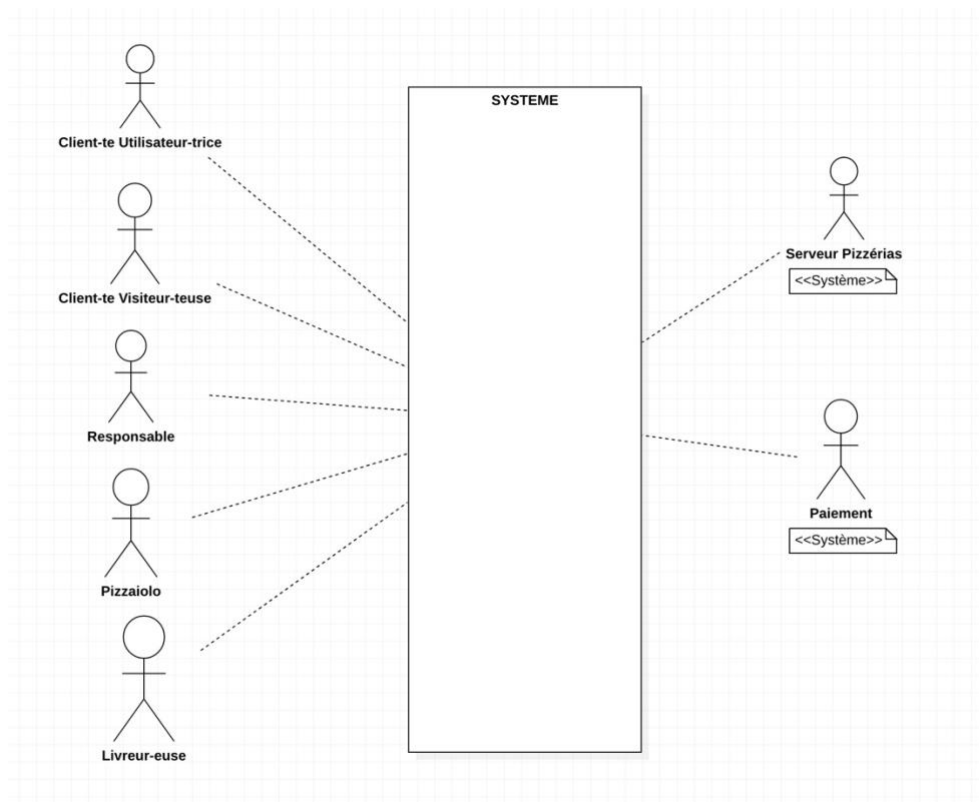 SYSTEME
Client-te Utilisateur-trice
Client-te Visiteur-teuse
Responsable
Pizzaiolo
Livreur-euse
Serveur Pizzérias
<<Système>>
Paiement
<<Système>>